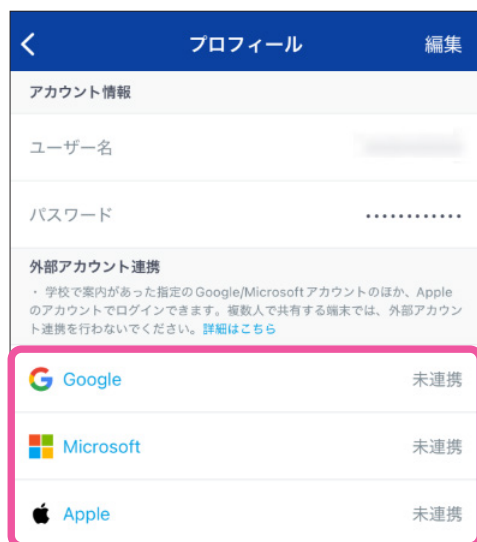 プロフィール 編集
アカウント情報
ユーザー名
パスワード ············
外部アカウント連携
・ 学校で案内があった指定のGoogle/Microsoftアカウントのほか、Apple
のアカウントでログインできます。複数人で共有する端末では、外部アカウン
ト連携を行わないでください。詳細はこちら
Google 未連携
Microsoft 未連携
Apple 未連携